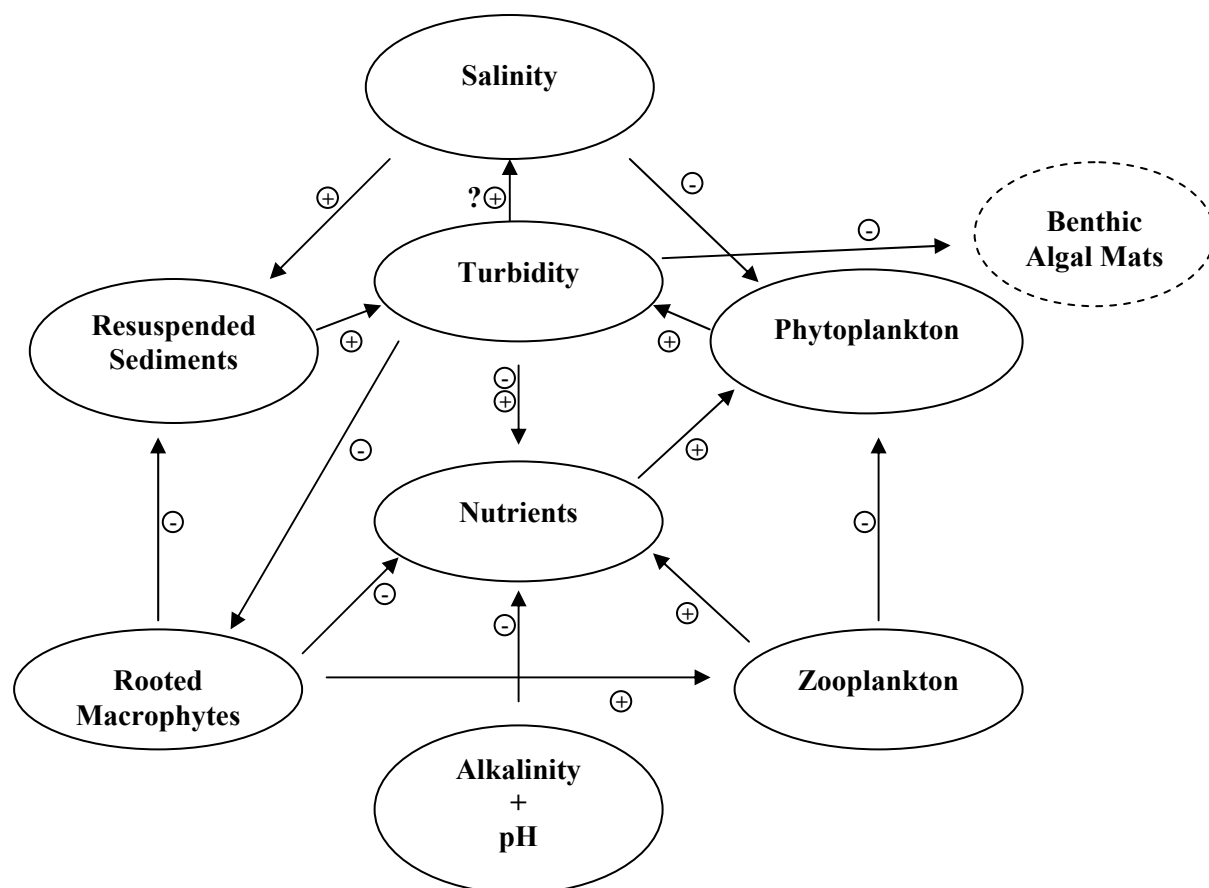 Salinity
+
?+
-
-
Benthic
Algal Mats
Turbidity
Resuspended
Sediments
Phytoplankton
+
+
-
+
-
+
Nutrients
-
-
-
-
+
Rooted
Macrophytes
+
Zooplankton
Alkalinity
+
pH